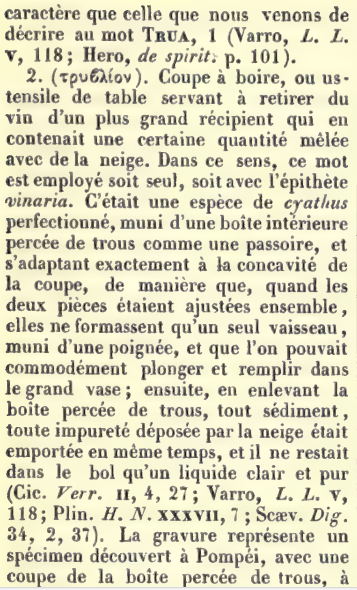 caractère que celle que nous venons de
décrire au mot TRUA, 1 (Varro, L. L.
V, 118; Hero, de spirit. p. 101).
2. (τρυϐλίον). Coupe à boire, ou us-
tensile de table servant à retirer du
vin d'un plus grand récipient qui en
contenait une certaine quantité mêlée
avec de la neige. Dans ce sens, ce mot
est employé soit seul, soit avec l'épithète
vinaria. C'était une espèce de cyathus
perfectionné, muni d'une boîte intérieure
percée de trous comme une passoire, et
s'adaptant exactement à la concavité de
la coupe, de manière que, quand les
deux pièces étaient ajustées ensemble,
elles ne formassent qu'un seul vaisseau,
muni d'une poignée, et que l'on pouvait
commodément plonger et remplir dans
le grand vase; ensuite, en enlevant la
boîte percée de trous, tout sédiment,
toute impureté déposée par la neige était
emportée en même temps, et il ne restait
dans le bol qu'un liquide clair et pur
(Cic. Verr. II, 4, 27; Varro, L. L. V,
118; Plin. H. N. XXXVII, 7; Scæv. Dig.
34, 2, 37). La gravure représente un
spécimen découvert à Pompéi, avec une
coupe de la boîte percée de trous, à